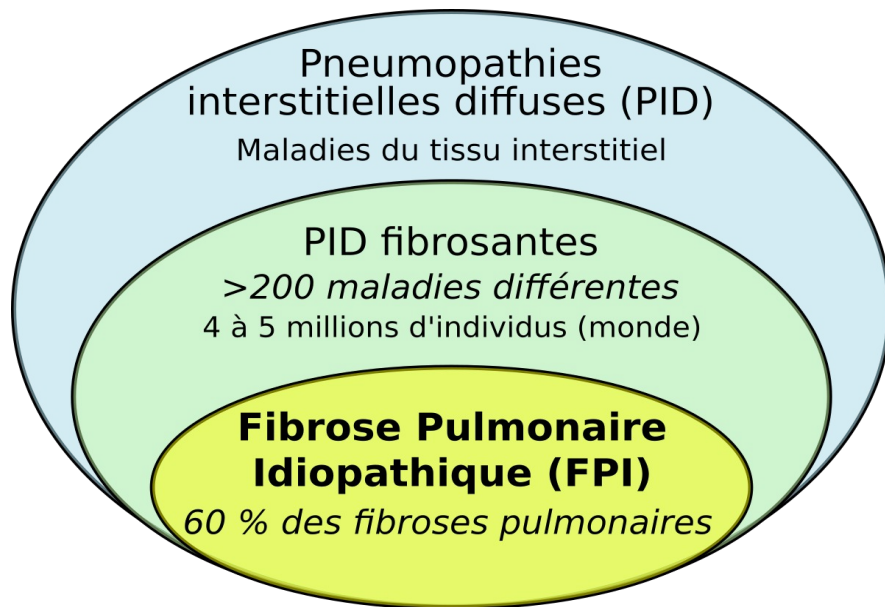 Pneumopathies
interstitielles diffuses (PID)
Maladies du tissu interstitiel
PID fibrosantes
>200 maladies différentes
4 à 5 millions d'individus (monde)
Fibrose Pulmonaire
Idiopathique (FPI)
60 % des fibroses pulmonaires